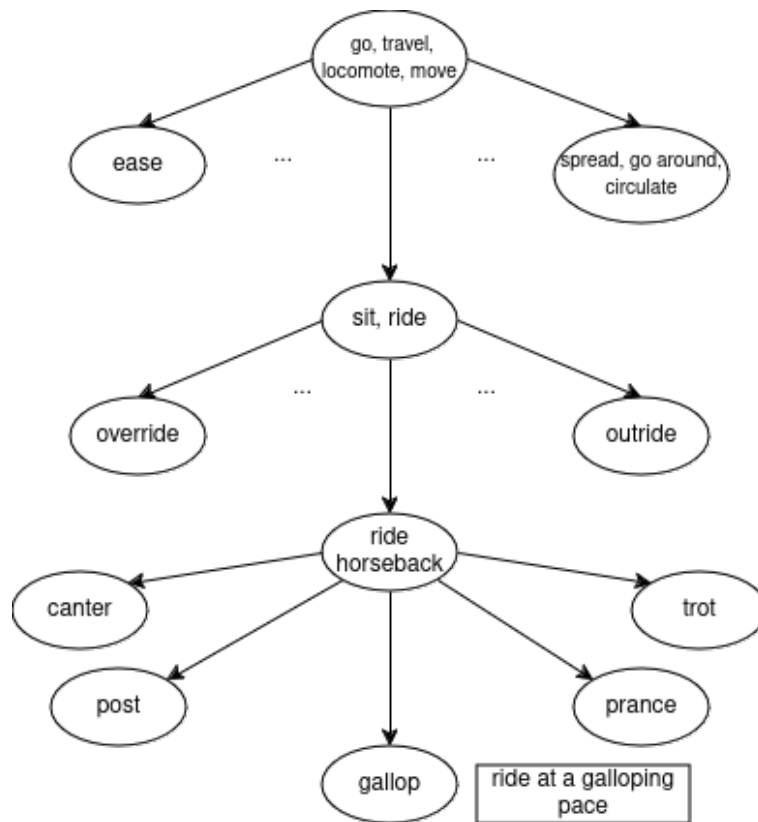 go, travel,
locomote, move
ease
...
...
spread, go around,
circulate
sit, ride
...
...
override
outride
ride
horseback
canter
trot
post
prance
gallop
ride at a galloping
pace